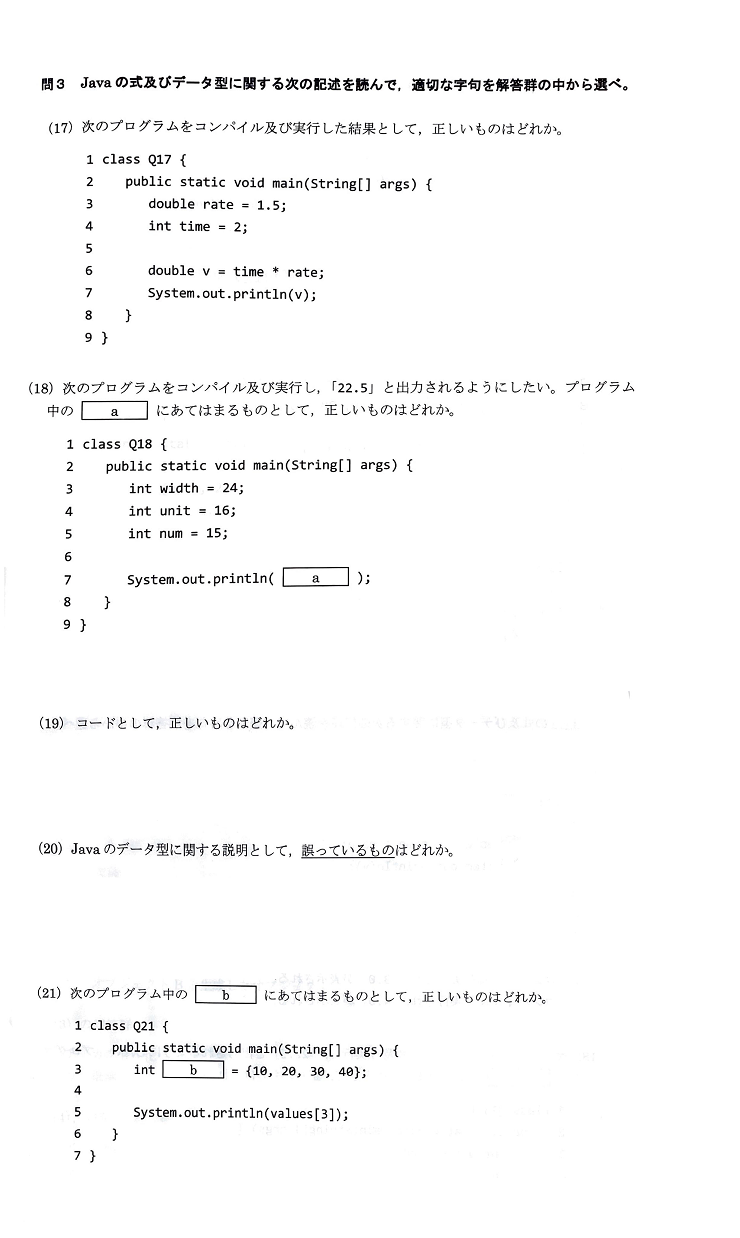 問3 Javaの式及びデータ型に関する次の記述を読んで，適切な字句を解答群の中から選べ。
(17) 次のプログラムをコンパイル及び実行した結果として，正しいものはどれか。
1 class Q17 {
2 public static void main(String[] args) {
3 double rate = 1.5;
4 int time = 2;
5
6 double v = time * rate;
7 System.out.println(v);
8 }
9 }
(18) 次のプログラムをコンパイル及び実行し，「22.5」と出力されるようにしたい。プログラム
中の a にあてはまるものとして，正しいものはどれか。
1 class Q18 {
2 public static void main(String[] args) {
3 int width = 24;
4 int unit = 16;
5 int num = 15;
6
7 System.out.println( a );
8 }
9 }
(19) コードとして，正しいものはどれか。
(20) Javaのデータ型に関する説明として，誤っているものはどれか。
(21) 次のプログラム中の b にあてはまるものとして，正しいものはどれか。
1 class Q21 {
2 public static void main(String[] args) {
3 int b = {10, 20, 30, 40};
4
5 System.out.println(values[3]);
6 }
7 }